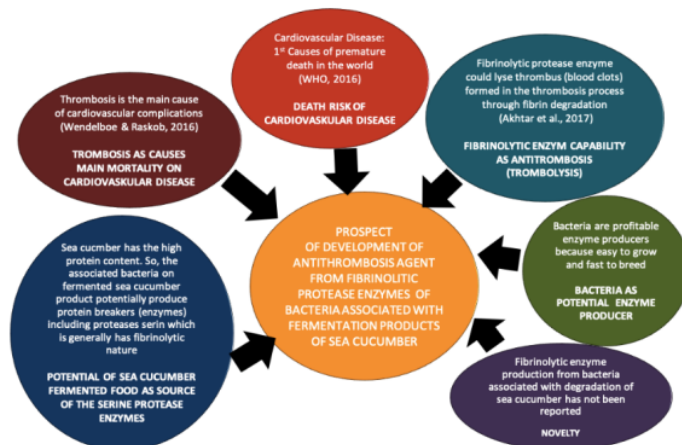 Cardiovascular Disease:
1st Causes of premature
death in the world
(WHO, 2016)
DEATH RISK OF
CARDIOVASKULAR DISEASE
Thrombosis is the main cause
of cardiovascular complications
(Wendelboe & Raskob, 2016)
TROMBOSIS AS CAUSES
MAIN MORTALITY ON
CARDIOVASKULAR DISEASE
Fibrinolytic protease enzyme
could lyse thrombus (blood clots)
formed in the thrombosis process
through fibrin degradation
(Akhtar et al., 2017)
FIBRINOLYTIC ENZYM CAPABILITY
AS ANTITROMBOSIS
(TROMBOLYSIS)
Sea cucmber has the high
protein content. So, the
associated bacteria on
fermented sea cucumber
product potentially produce
protein breakers (enzymes)
including proteases serin which
is generally has fibrinolytic
nature
POTENTIAL OF SEA CUCUMBER
FERMENTED FOOD AS SOURCE
OF THE SERINE PROTEASE
ENZYMES
PROSPECT
OF DEVELOPMENT OF
ANTITHROMBOSIS AGENT
FROM FIBRINOLITIC
PROTEASE ENZYMES OF
BACTERIA ASSOCIATED WITH
FERMENTATION PRODUCTS
OF SEA CUCUMBER
Bacteria are profitable
enzyme producers
because easy to grow
and fast to breed
BACTERIA AS
POTENTIAL ENZYME
PRODUCER
Fibrinolytic enzyme
production from bacteria
associated with degradation of
sea cucumber has not been
reported
NOVELTY